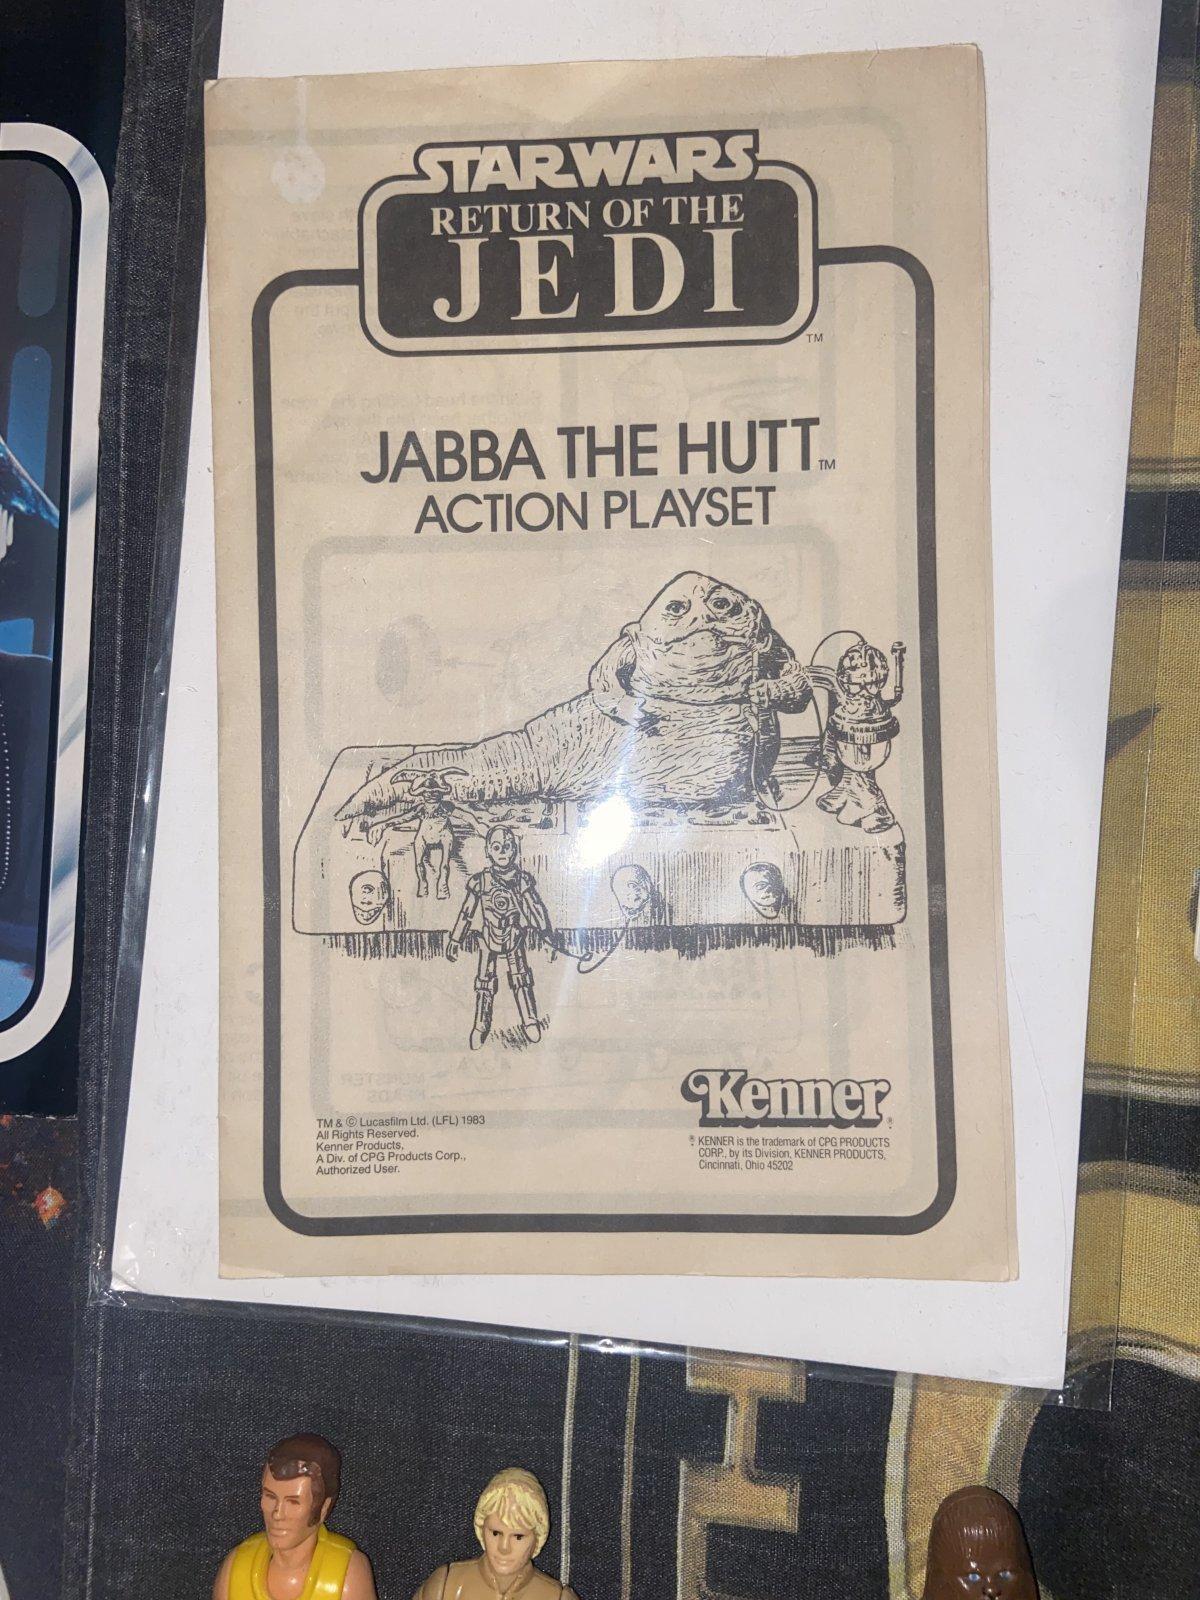 STAR WARS
RETURN OF THE
JEDI
TM
JABBA THE HUTT TM
ACTION PLAYSET
Kenner ®
TM & © Lucasfilm Ltd. (LFL) 1983
All Rights Reserved.
Kenner Products,
A Div. of CPG Products Corp.,
Authorized User.
® KENNER is the trademark of CPG PRODUCTS
CORP., by its Division, KENNER PRODUCTS,
Cincinnati, Ohio 45202